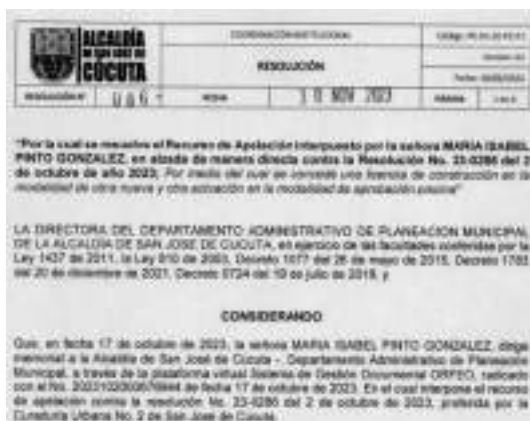 ALCALDÍA
DE SAN JOSÉ DE
CÚCUTA
COORDINACIÓN INSTITUCIONAL
RESOLUCIÓN
RESOLUCIÓN Nº
FECHA
10 NOV 2023
PÁGINA
"Por la cual se resuelve el Recurso de Apelación interpuesto por la señora MARIA ISABEL
PINTO GONZALEZ, en alzada de manera directa contra la Resolución No. 23-0286 del 2
de octubre de año 2023; Por medio del cual se concede una licencia de construcción en la
modalidad de obra nueva y otra actuación en la modalidad de aprobación piscina"
LA DIRECTORA DEL DEPARTAMENTO ADMINISTRATIVO DE PLANEACION MUNICIPAL
DE LA ALCALDÍA DE SAN JOSE DE CUCUTA, en ejercicio de las facultades conferidas por la
Ley 1437 de 2011, la Ley 810 de 2003, Decreto 1077 del 26 de mayo de 2015, Decreto 1783
del 20 de diciembre de 2021, Decreto 0724 del 19 de julio de 2019, y
CONSIDERANDO
Que, en fecha 17 de octubre de 2023, la señora MARIA ISABEL PINTO GONZALEZ, dirige
memorial a la Alcaldía de San José de Cúcuta - Departamento Administrativo de Planeación
Municipal, a través de la plataforma virtual Sistema de Gestión Documental ORFEO, radicado
con el No. de fecha 17 de octubre de 2023. En el cual interpone el recurso
de apelación contra la resolución No. 23-0286 del 2 de octubre de 2023, proferida por la
Curaduría Urbana No. 2 de San José de Cúcuta.